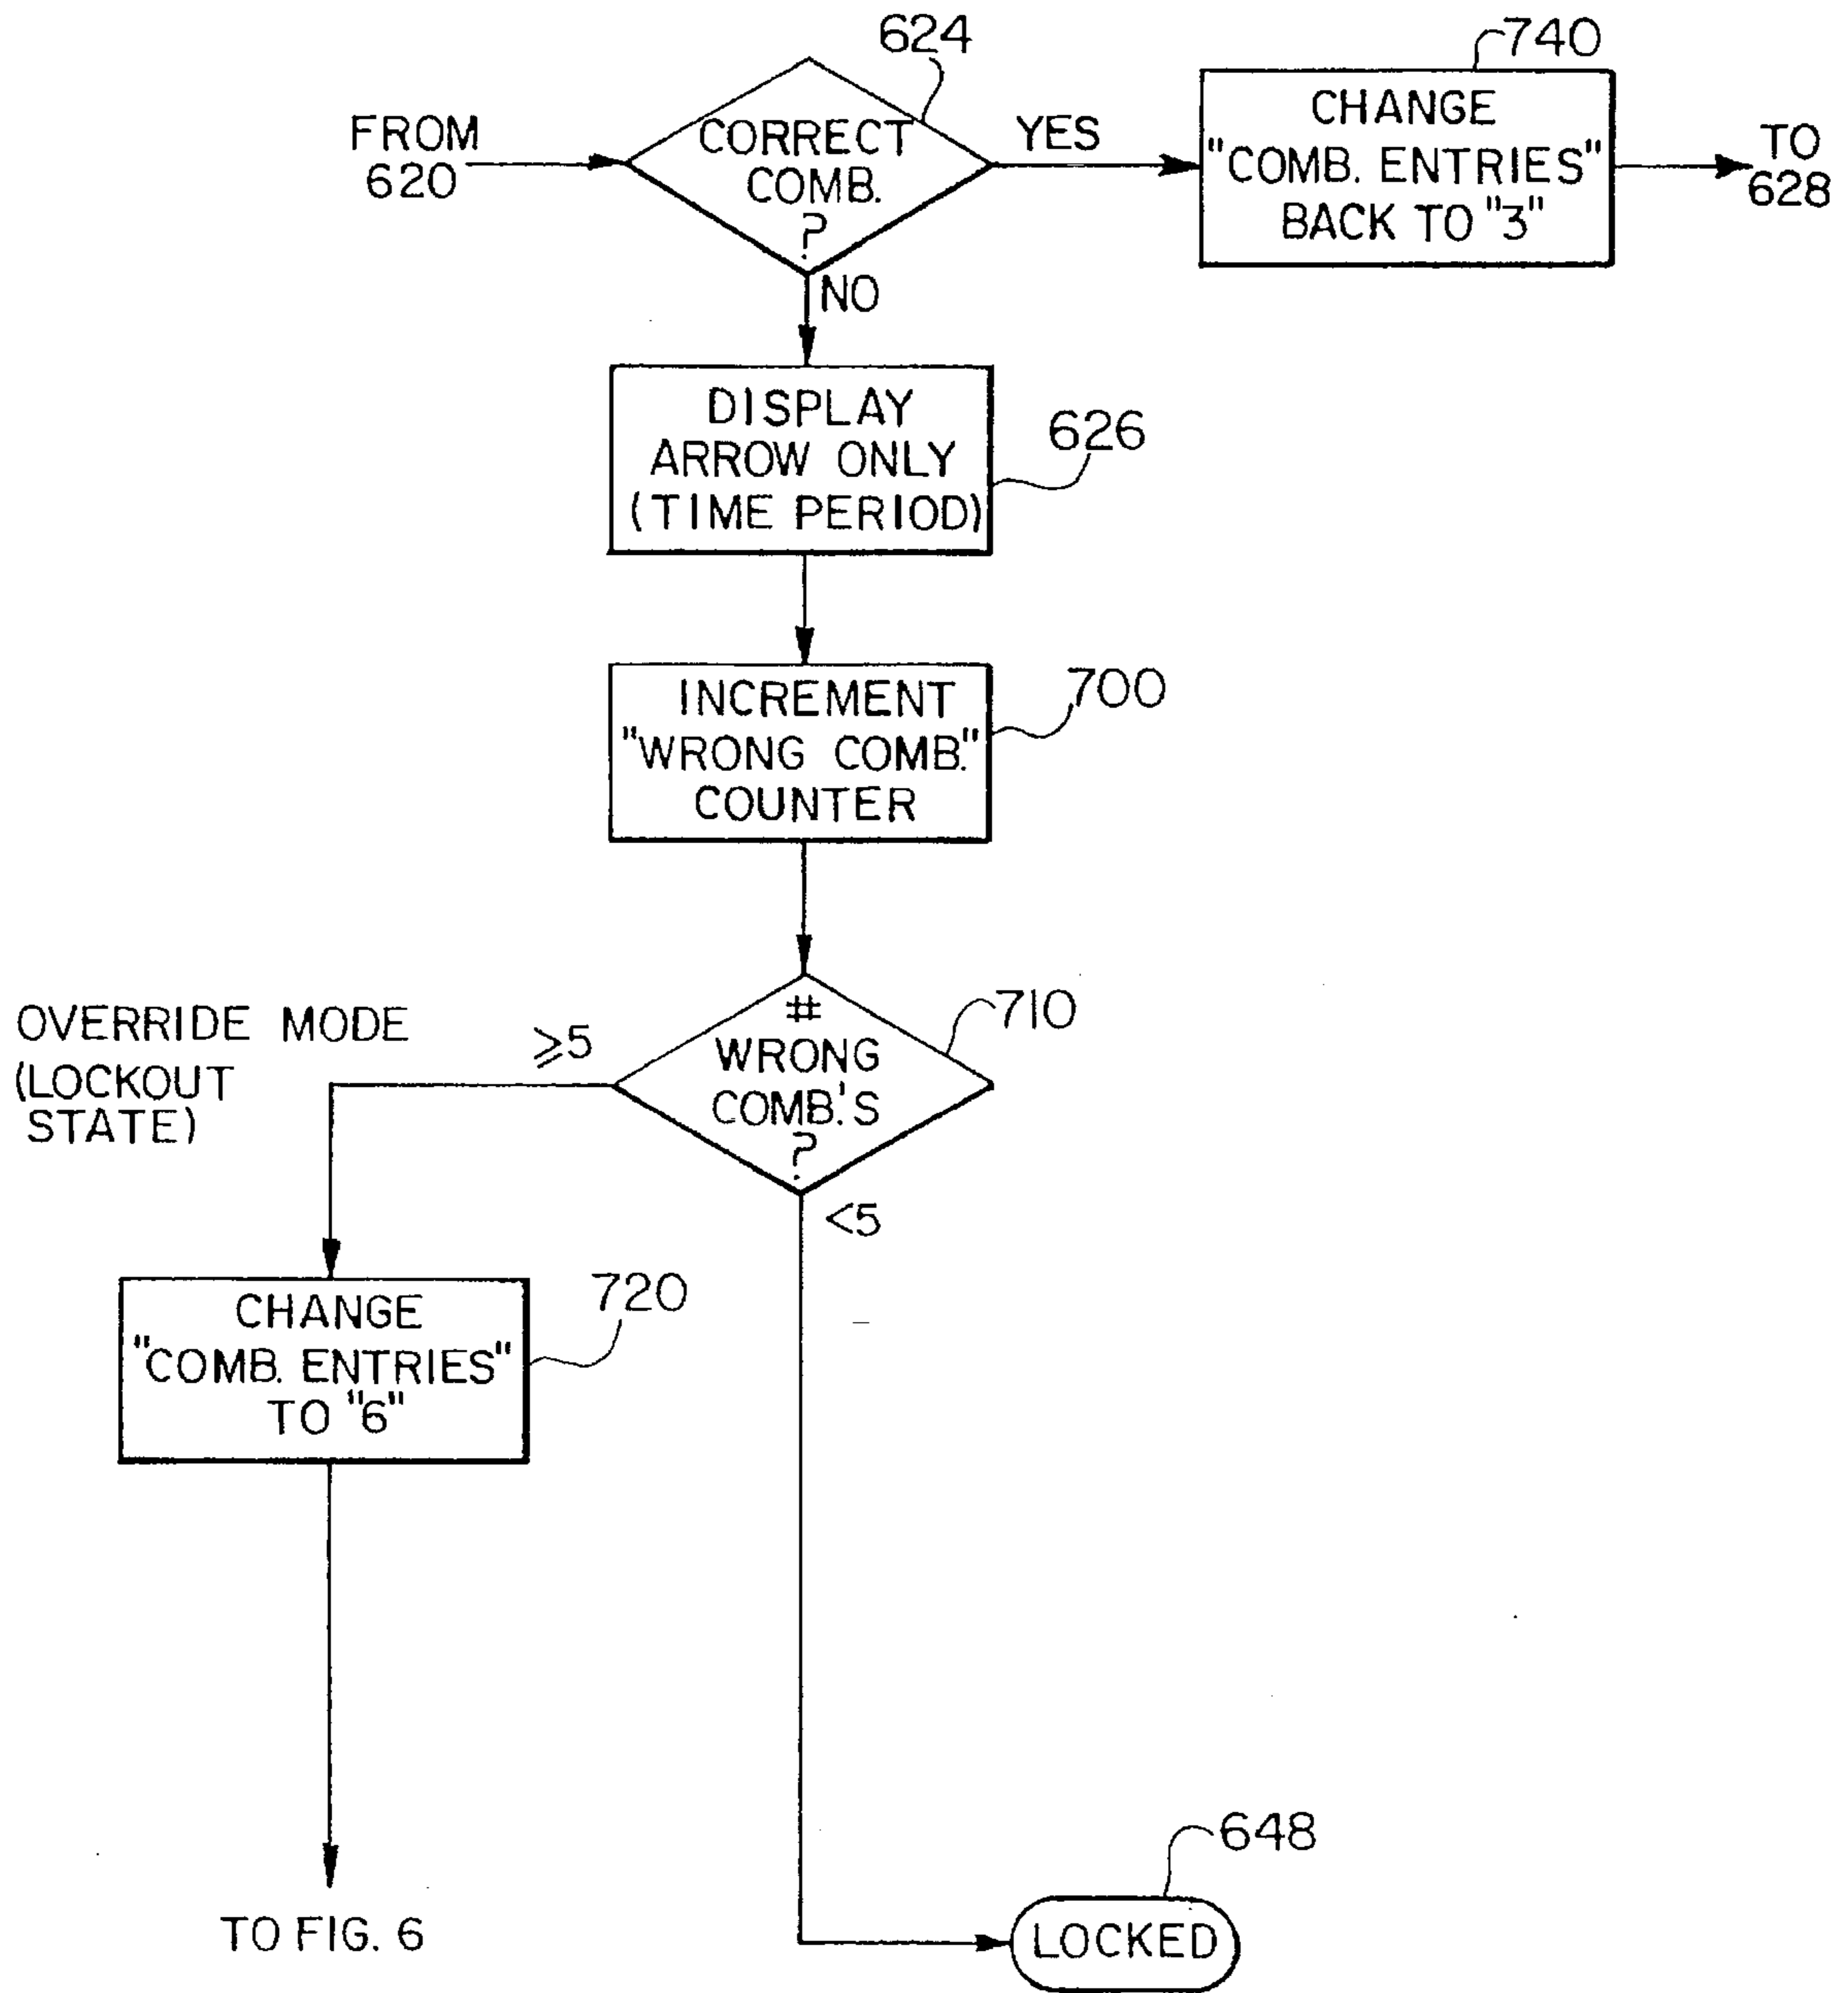 624
740
FROM
620
CORRECT
COMB.
?
YES
CHANGE
"COMB. ENTRIES"
BACK TO "3"
TO
628
NO
DISPLAY
ARROW ONLY
(TIME PERIOD)
626
INCREMENT
"WRONG COMB."
COUNTER
700
OVERRIDE MODE
(LOCKOUT
STATE)
≥5
#
WRONG
COMB.'S
?
710
<5
CHANGE
"COMB. ENTRIES"
TO "6"
720
TO FIG. 6
648
LOCKED